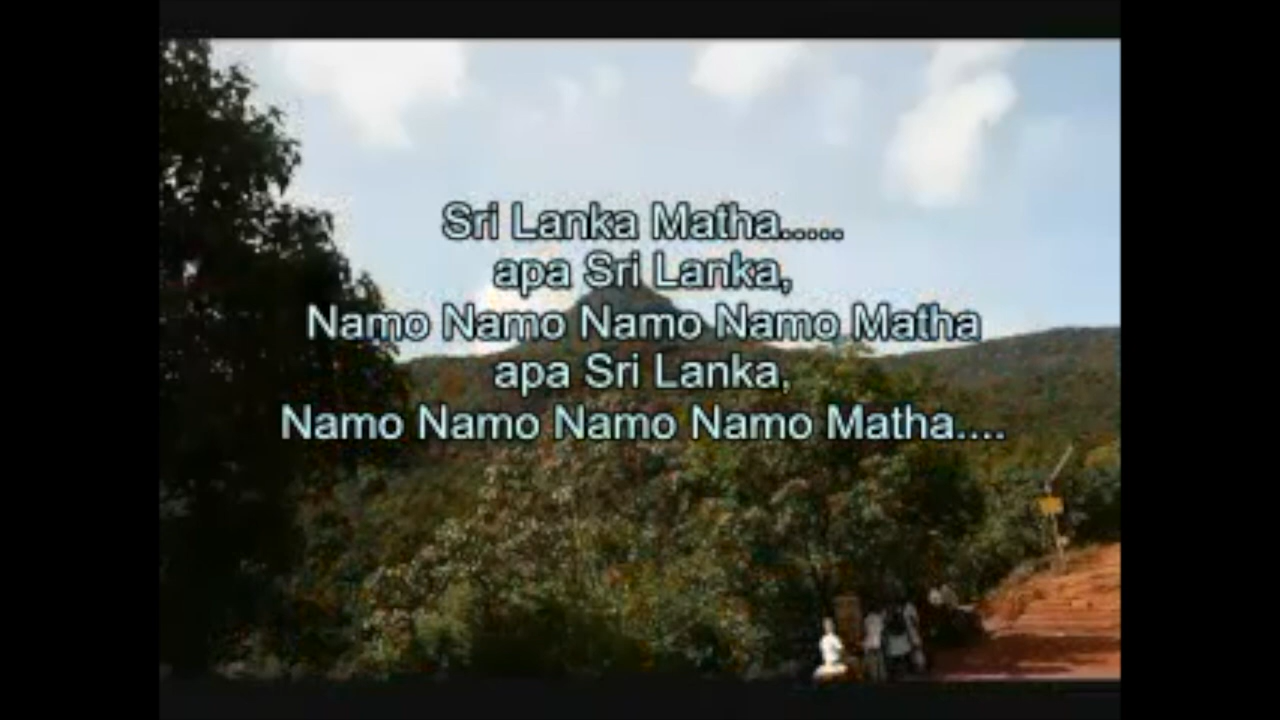 Sri Lanka Matha.....
apa Sri Lanka,
Namo Namo Namo Namo Matha
apa Sri Lanka,
Namo Namo Namo Namo Matha....